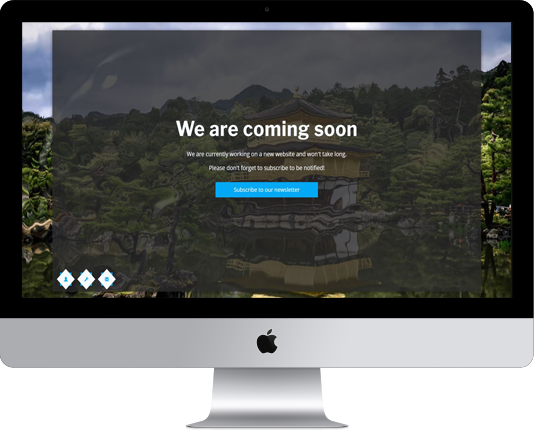 We are coming soon
We are currently working on a new website and won't take long.
Please don't forget to subscribe to be notified!
Subscribe to our newsletter